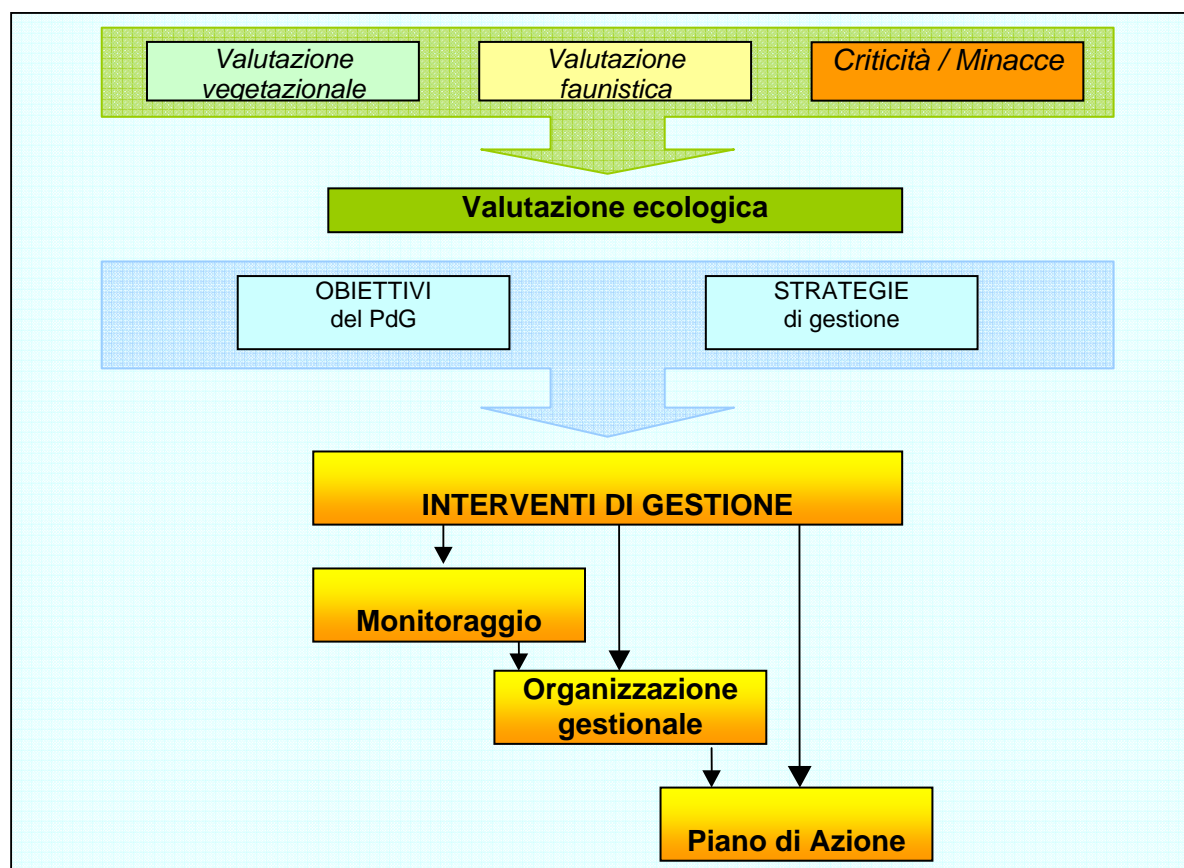 Valutazione
vegetazionale
Valutazione
faunistica
Criticità / Minacce
Valutazione ecologica
OBIETTIVI
del PdG
STRATEGIE
di gestione
INTERVENTI DI GESTIONE
Monitoraggio
Organizzazione
gestionale
Piano di Azione